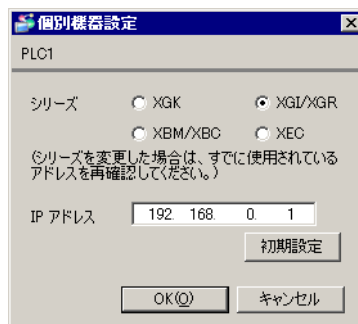 個別機器設定
PLC1
シリーズ XGK XGI/XGR
XBM/XBC XEC
(シリーズを変更した場合は、すでに使用されている
アドレスを再確認してください。)
IP アドレス 192. 168. 0. 1
初期設定
OK(O) キャンセル